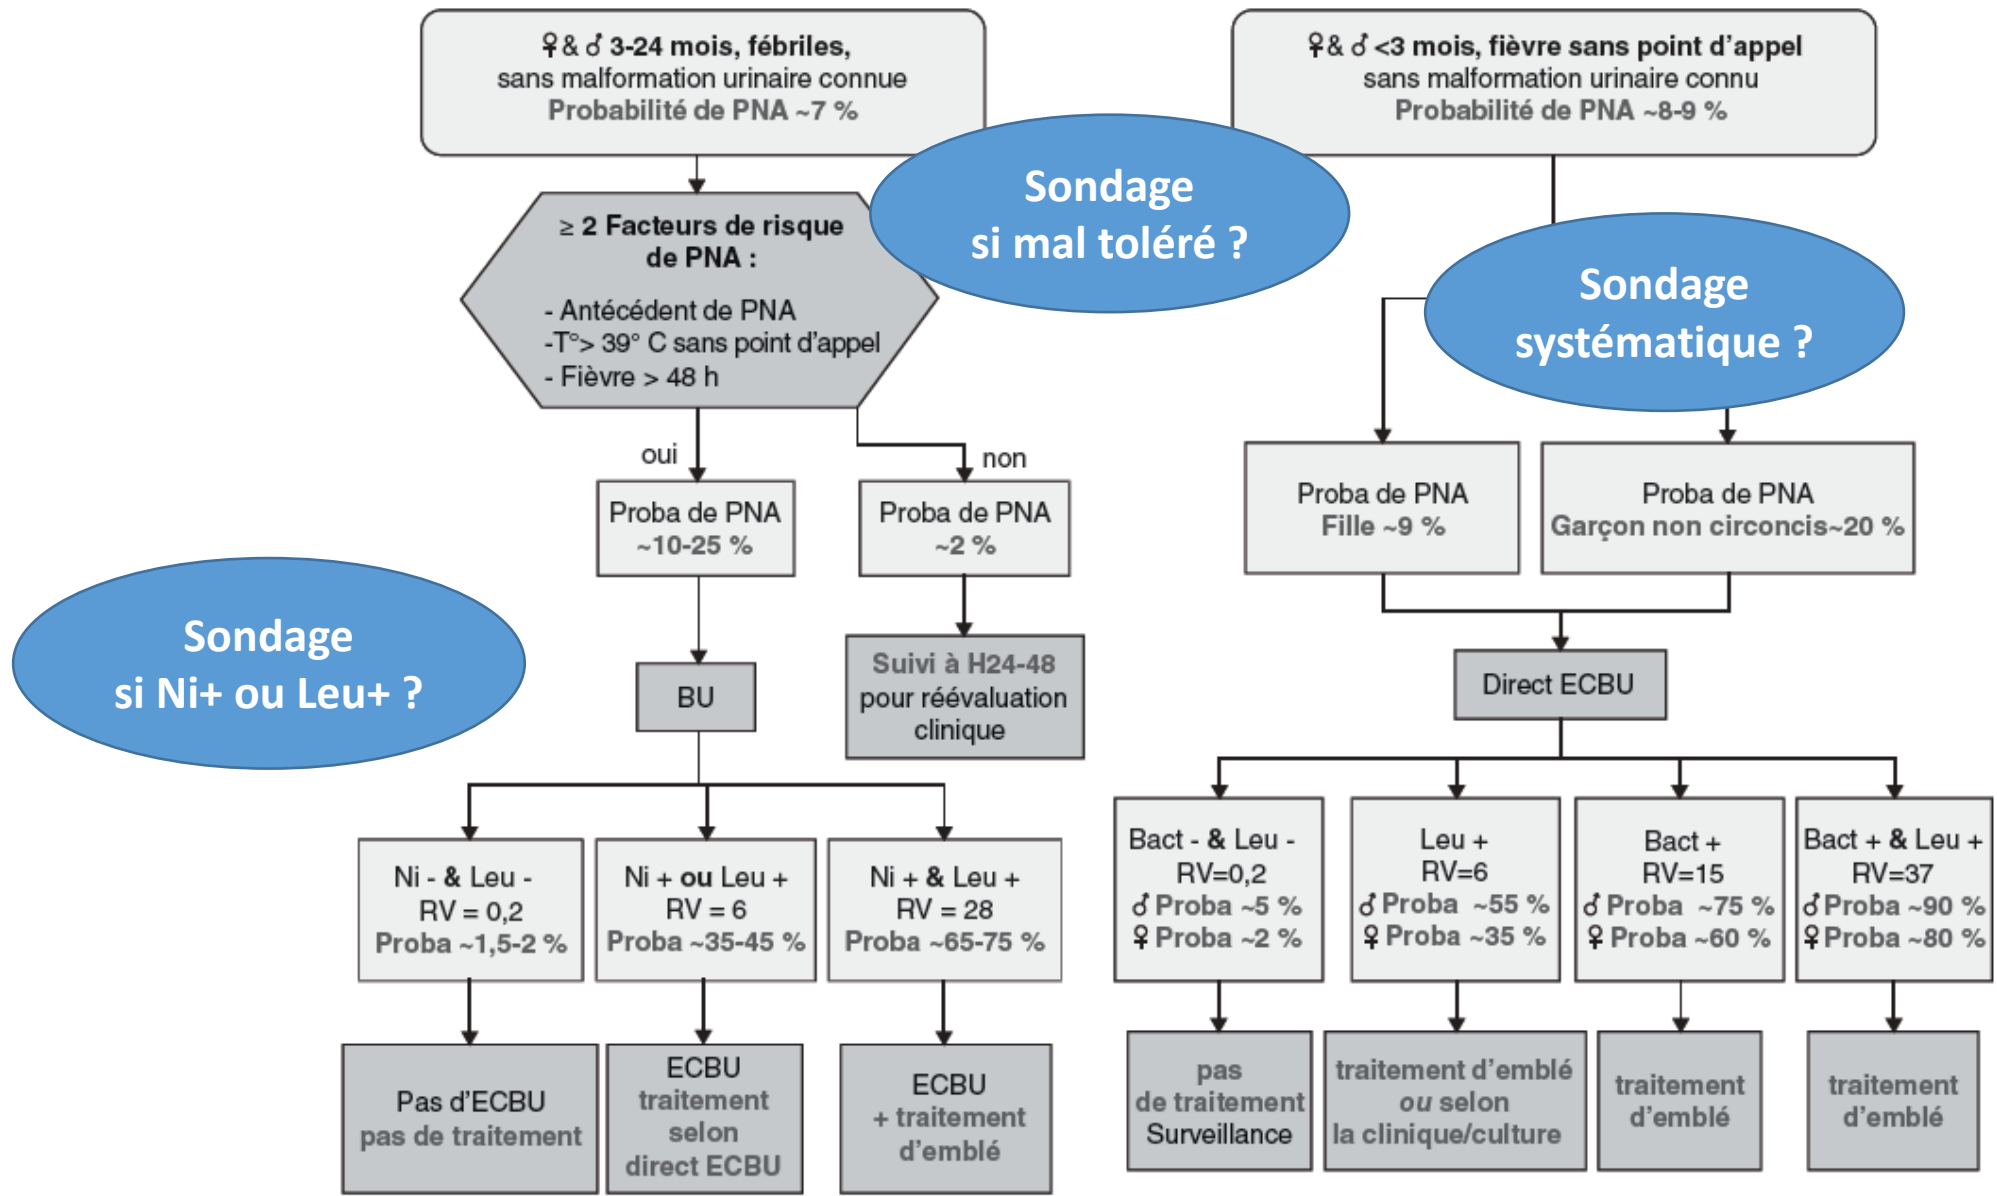 ♀& ♂ 3-24 mois, fébriles,
sans malformation urinaire connue
Probabilité de PNA ~7 %
♀& ♂ <3 mois, fièvre sans point d'appel
sans malformation urinaire connu
Probabilité de PNA ~8-9 %
Sondage
si mal toléré ?
≥ 2 Facteurs de risque
de PNA :
- Antécédent de PNA
-T°> 39° C sans point d'appel
- Fièvre > 48 h
Sondage
systématique ?
oui
non
Proba de PNA
~10-25 %
Proba de PNA
~2 %
Proba de PNA
Fille ~9 %
Proba de PNA
Garçon non circoncis~20 %
Sondage
si Ni+ ou Leu+ ?
BU
Suivi à H24-48
pour réévaluation
clinique
Direct ECBU
Ni - & Leu -
RV = 0,2
Proba ~1,5-2 %
Ni + ou Leu +
RV = 6
Proba ~35-45 %
Ni + & Leu +
RV = 28
Proba ~65-75 %
Bact - & Leu -
RV=0,2
♂ Proba ~5 %
♀ Proba ~2 %
Leu +
RV=6
♂ Proba ~55 %
♀ Proba ~35 %
Bact +
RV=15
♂ Proba ~75 %
♀ Proba ~60 %
Bact + & Leu +
RV=37
♂ Proba ~90 %
♀ Proba ~80 %
Pas d'ECBU
pas de traitement
ECBU
traitement
selon
direct ECBU
ECBU
+ traitement
d'emblé
pas
de traitement
Surveillance
traitement d'emblé
ou selon
la clinique/culture
traitement
d'emblé
traitement
d'emblé